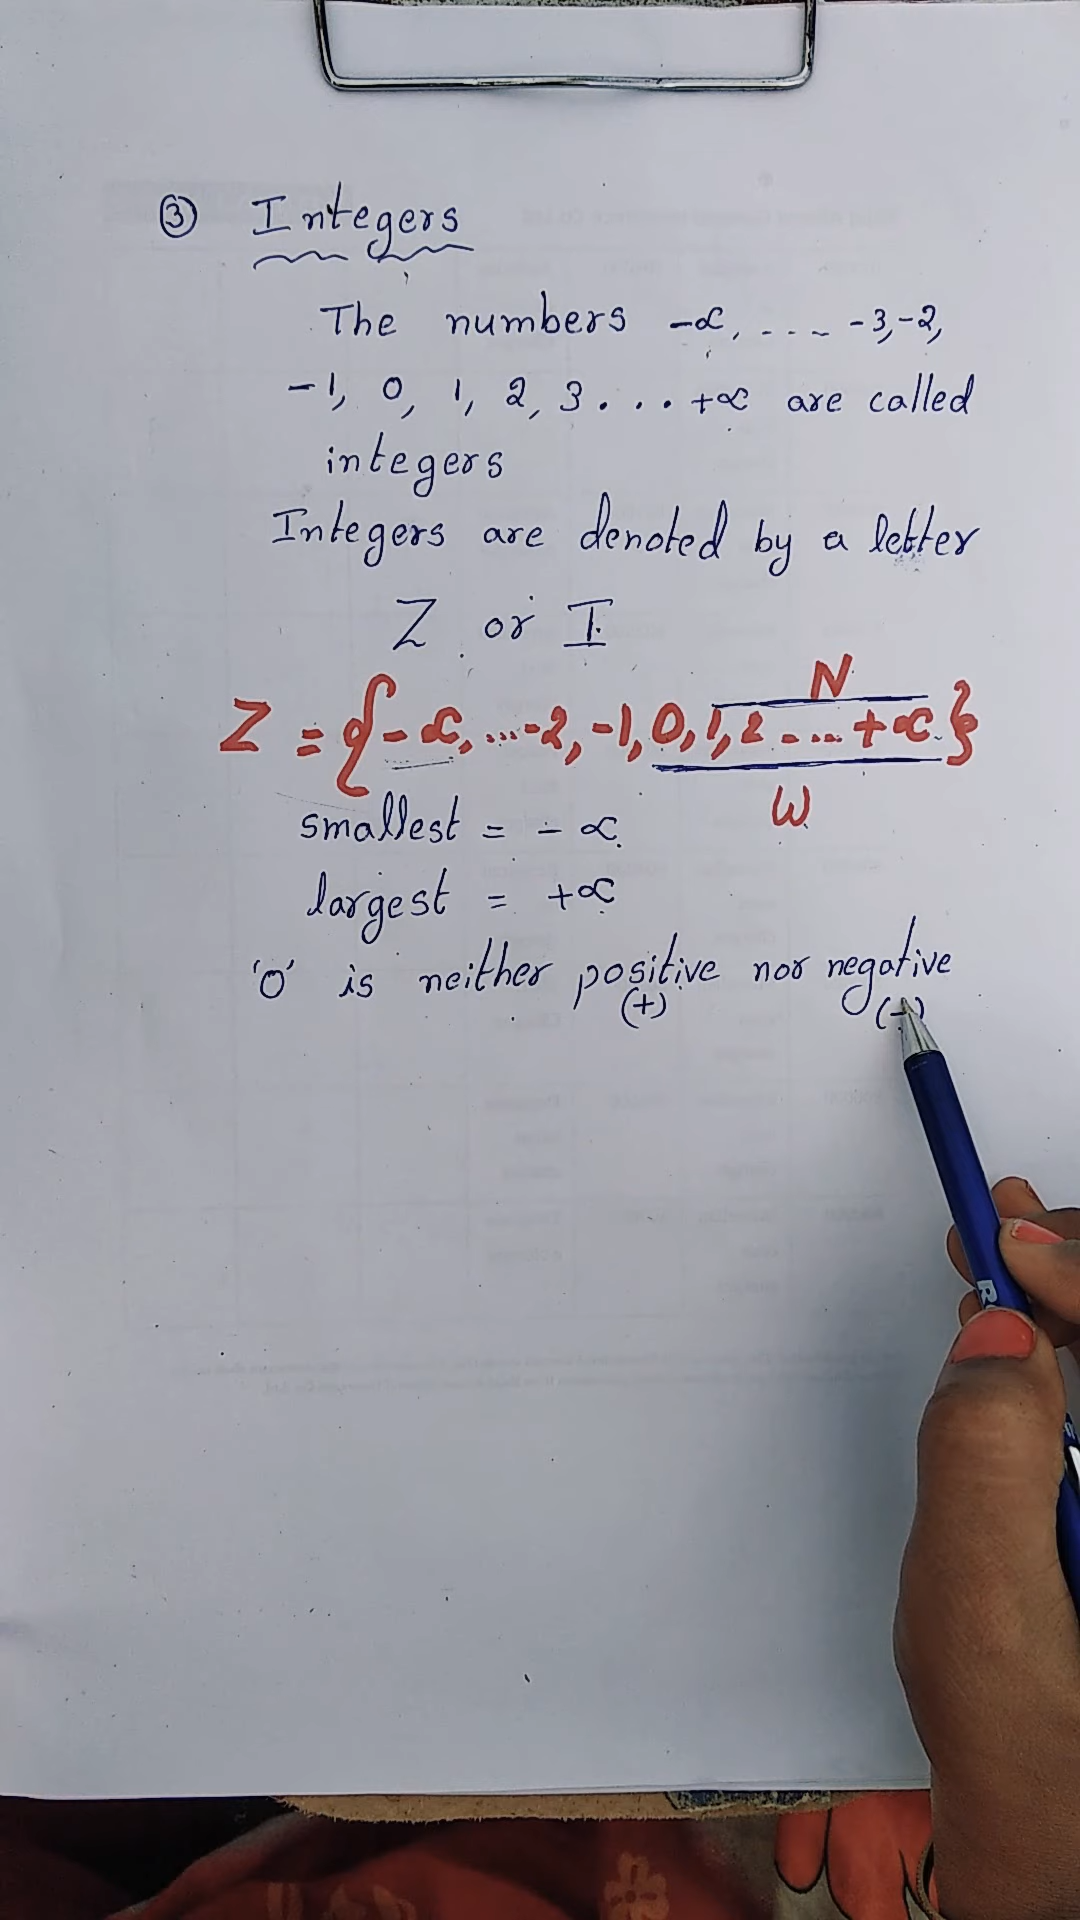 ③ Integers
The numbers -∝, .... -3,-2,
-1, 0, 1, 2, 3 . . . +∝ are called
integers
Integers are denoted by a letter
Z or I
N
Z = {-∝, ...-2, -1, 0, 1, 2 - ... +∝}
W
smallest = - ∝
largest = +∝
'0' is neither positive nor negative
(+) (-)
R